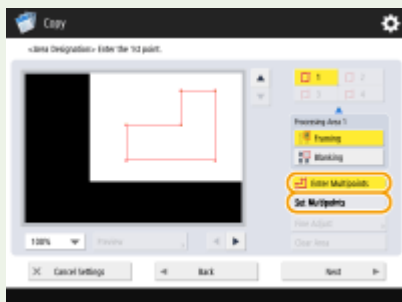 Copy
<Area Designation> Enter the 1st point.
1
2
3
4
Processing Area 1
Framing
Blanking
Enter Multipoints
Set Multipoints
Fine Adjust
Clear Area
100%
Preview
Cancel Settings
Back
Next